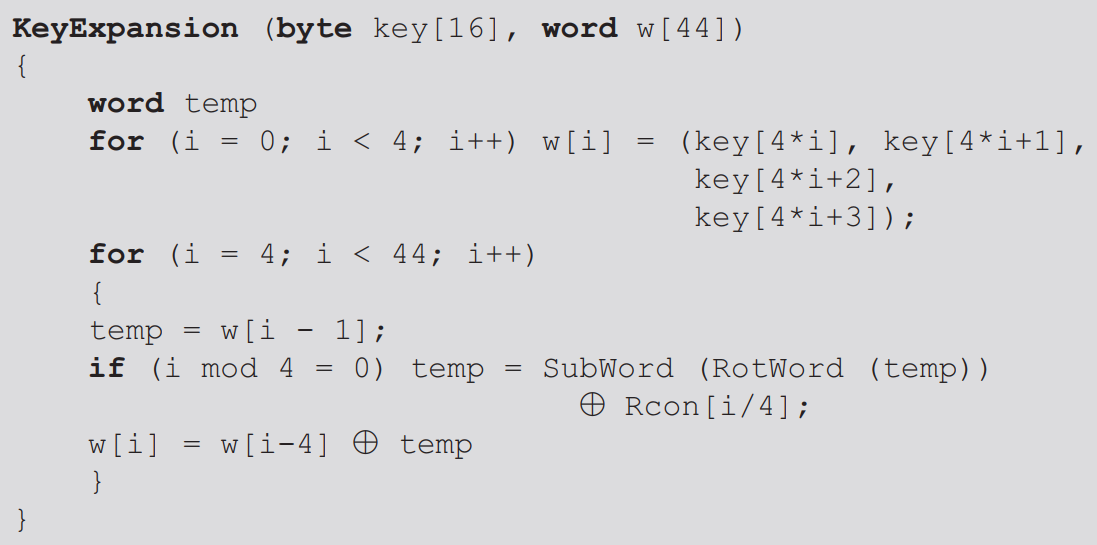 KeyExpansion (byte key[16], word w[44])
{
word temp
for (i = 0; i < 4; i++) w[i] = (key[4*i], key[4*i+1],
key[4*i+2],
key[4*i+3]);
for (i = 4; i < 44; i++)
{
temp = w[i - 1];
if (i mod 4 = 0) temp = SubWord (RotWord (temp))
⊕ Rcon[i/4];
w[i] = w[i-4] ⊕ temp
}
}